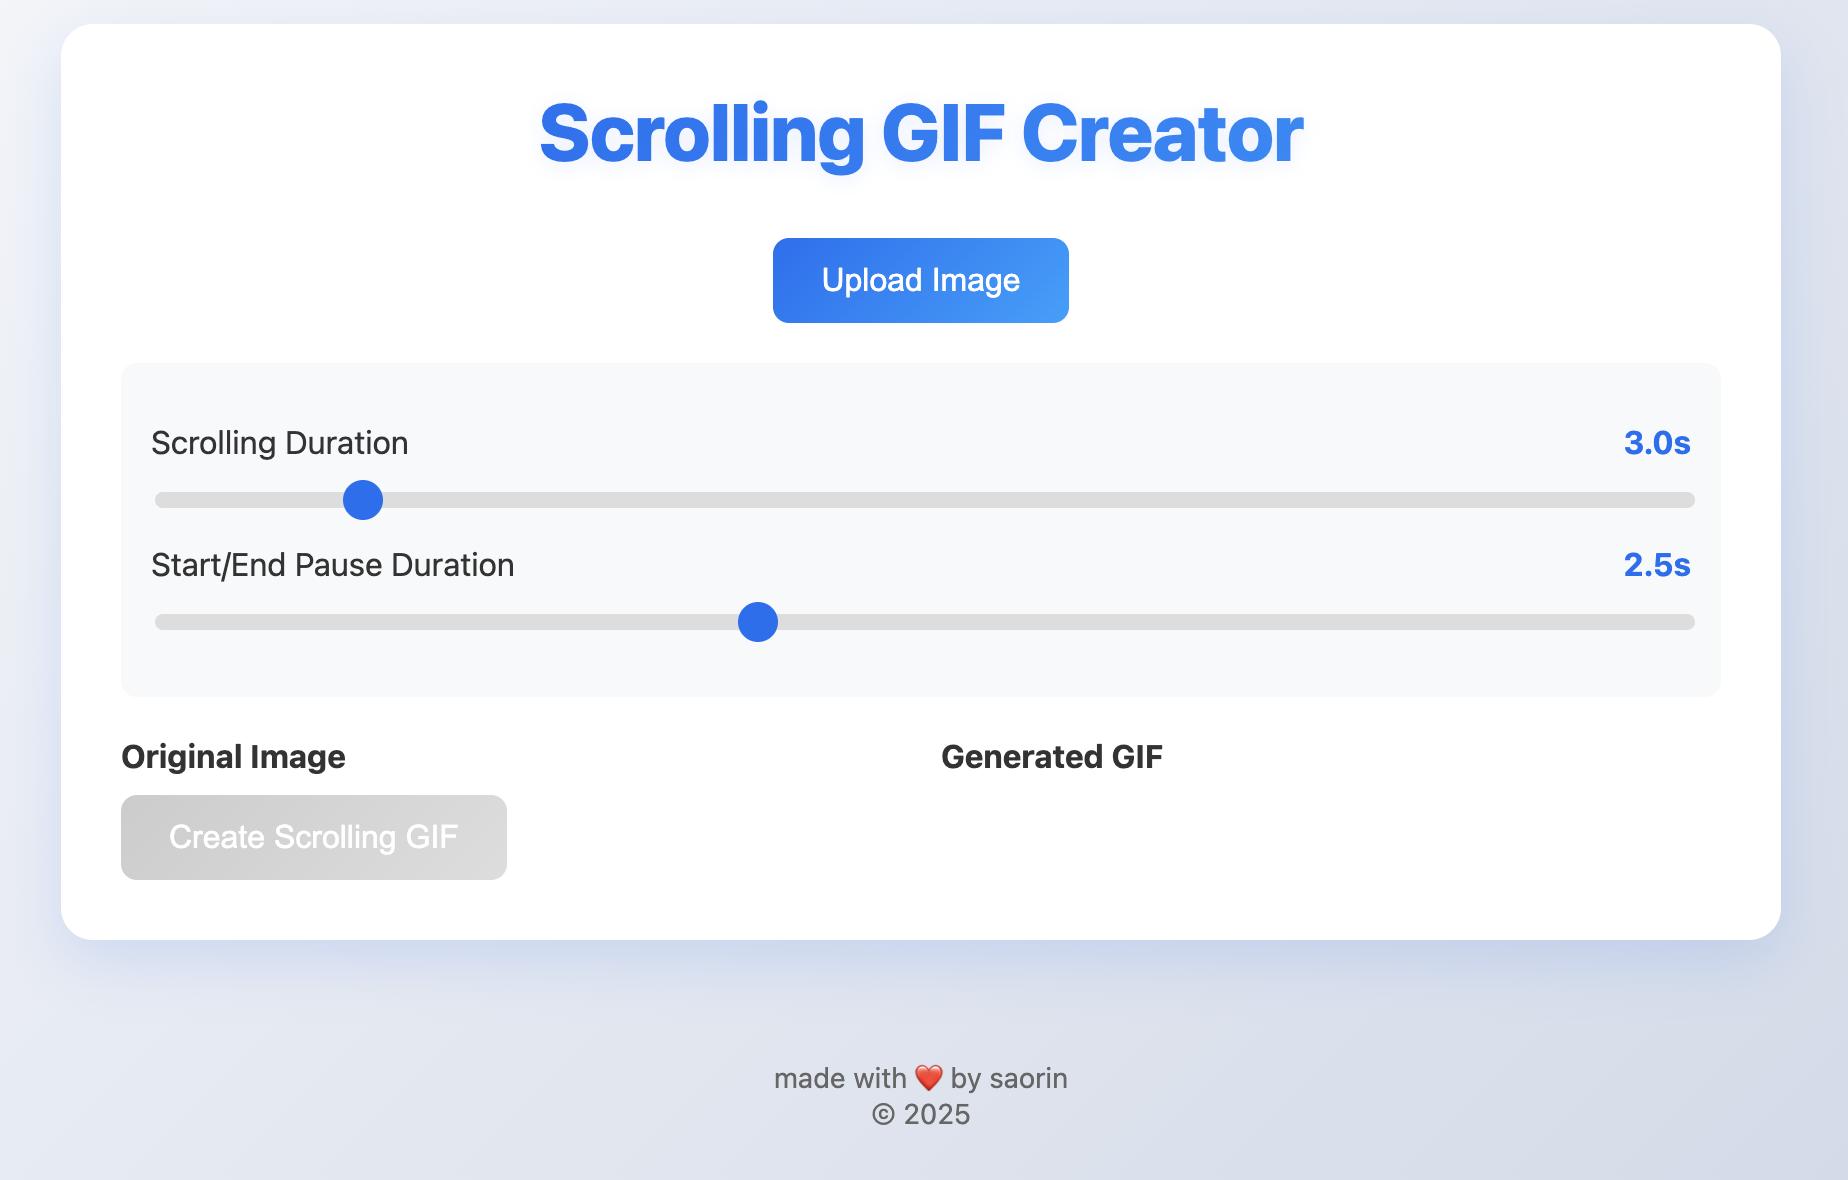 Scrolling GIF Creator
Upload Image
Scrolling Duration 3.0s
Start/End Pause Duration 2.5s
Original Image Generated GIF
Create Scrolling GIF
made with ❤️ by saorin
© 2025